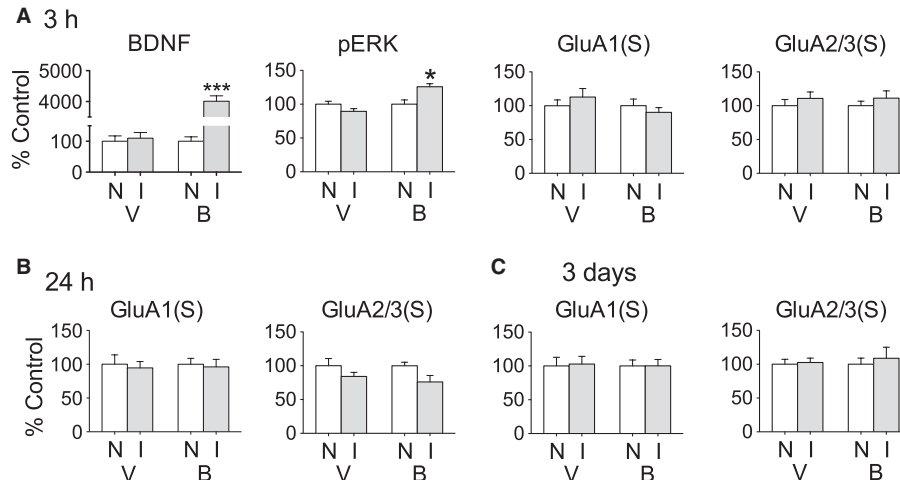 A 3 h
BDNF
pERK
GluA1(S)
GluA2/3(S)
% Control
5000
4000
100
0
***
N I N I
V B
150
100
50
0
*
N I N I
V B
150
100
50
0
N I N I
V B
150
100
50
0
N I N I
V B
B 24 h
GluA1(S)
GluA2/3(S)
% Control
150
100
50
0
N I N I
V B
150
100
50
0
N I N I
V B
C 3 days
GluA1(S)
GluA2/3(S)
150
100
50
0
N I N I
V B
150
100
50
0
N I N I
V B